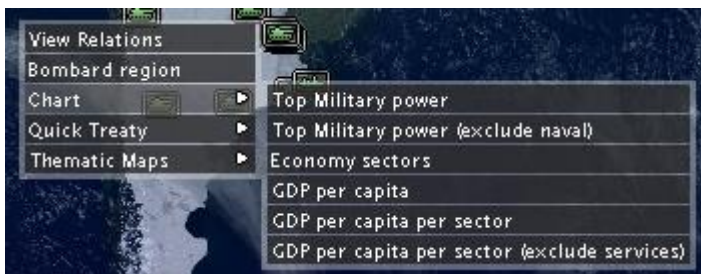 View Relations
Bombard region
Chart
Quick Treaty
Thematic Maps
Top Military power
Top Military power (exclude naval)
Economy sectors
GDP per capita
GDP per capita per sector
GDP per capita per sector (exclude services)